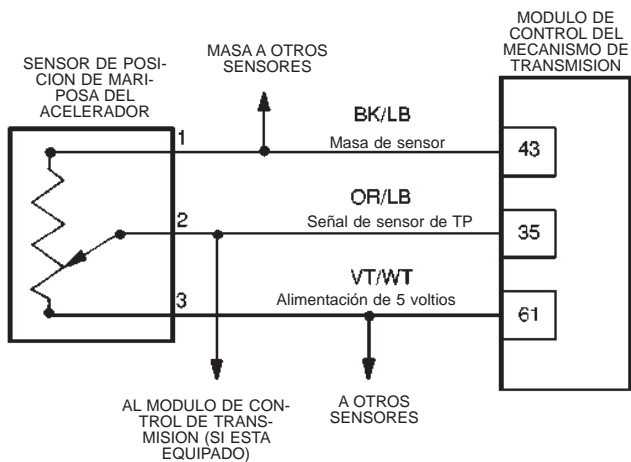 MODULO DE
CONTROL DEL
MECANISMO DE
TRANSMISION
SENSOR DE POSI-
CION DE MARI-
POSA DEL
ACELERADOR
MASA A OTROS
SENSORES
1
BK/LB
Masa de sensor
43
2
OR/LB
Señal de sensor de TP
35
3
VT/WT
Alimentación de 5 voltios
61
AL MODULO DE CON-
TROL DE TRANS-
MISION (SI ESTA
EQUIPADO)
A OTROS
SENSORES